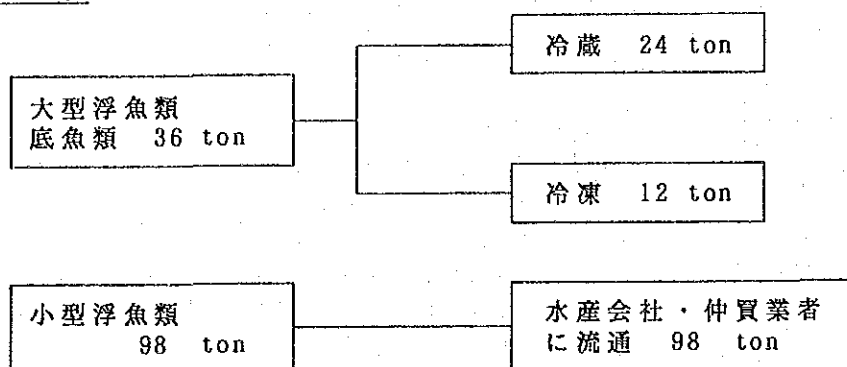 冷蔵 24 ton
大型浮魚類
底魚類 36 ton
冷凍 12 ton
小型浮魚類
98 ton
水産会社・仲買業者
に流通 98 ton